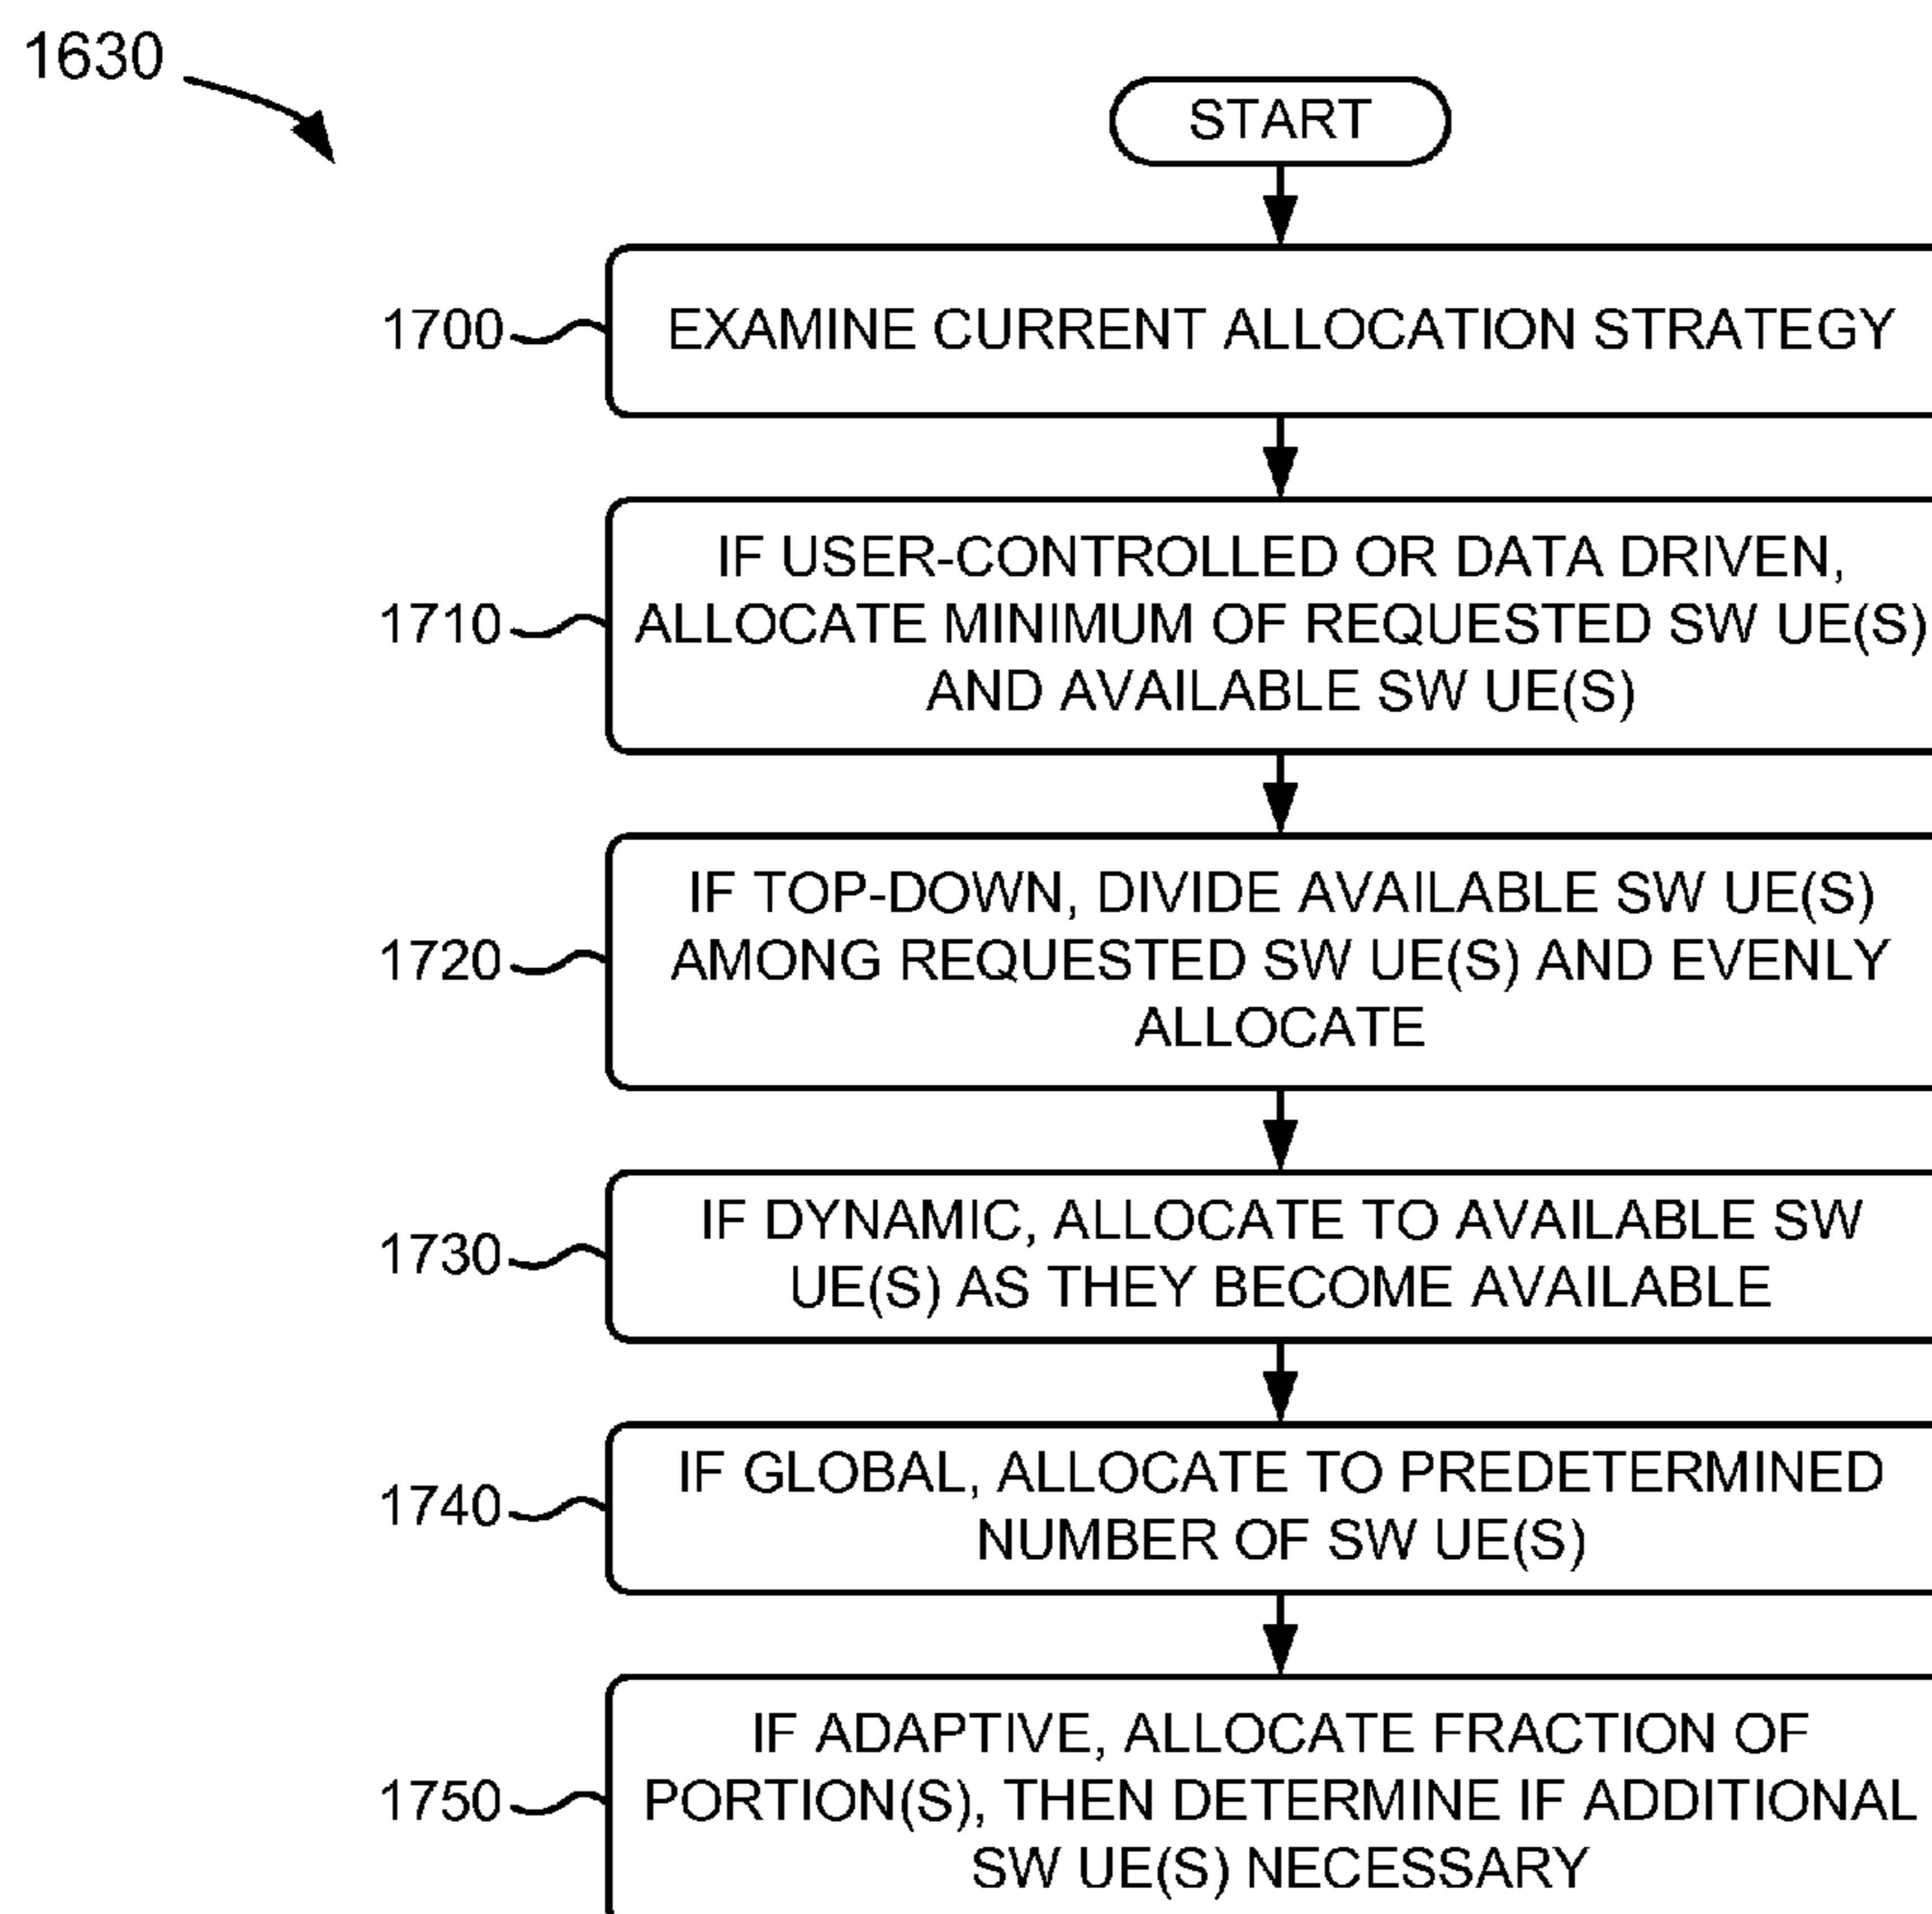 1630
START
1700
EXAMINE CURRENT ALLOCATION STRATEGY
1710
IF USER-CONTROLLED OR DATA DRIVEN,
ALLOCATE MINIMUM OF REQUESTED SW UE(S)
AND AVAILABLE SW UE(S)
1720
IF TOP-DOWN, DIVIDE AVAILABLE SW UE(S)
AMONG REQUESTED SW UE(S) AND EVENLY
ALLOCATE
1730
IF DYNAMIC, ALLOCATE TO AVAILABLE SW
UE(S) AS THEY BECOME AVAILABLE
1740
IF GLOBAL, ALLOCATE TO PREDETERMINED
NUMBER OF SW UE(S)
1750
IF ADAPTIVE, ALLOCATE FRACTION OF
PORTION(S), THEN DETERMINE IF ADDITIONAL
SW UE(S) NECESSARY